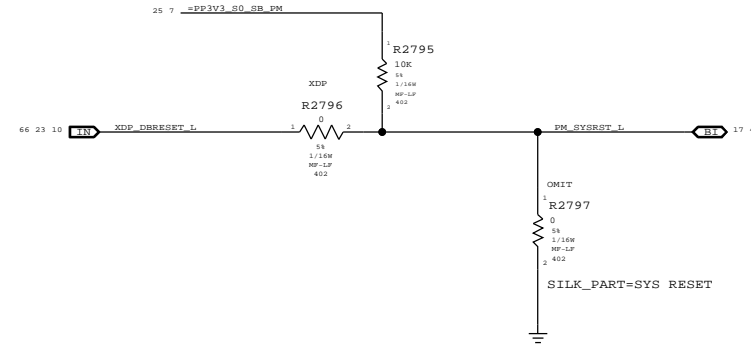 25 7 =PP3V3_S0_SB_PM
1
R2795
10K
5%
1/16W
MF-LF
402
2
XDP
R2796
0
66 23 10 IN XDP_DBRESET_L
1 2
5%
1/16W
MF-LF
402
PM_SYSRST_L BI 17
OMIT
1
R2797
0
5%
1/16W
MF-LF
402
2
SILK_PART=SYS RESET